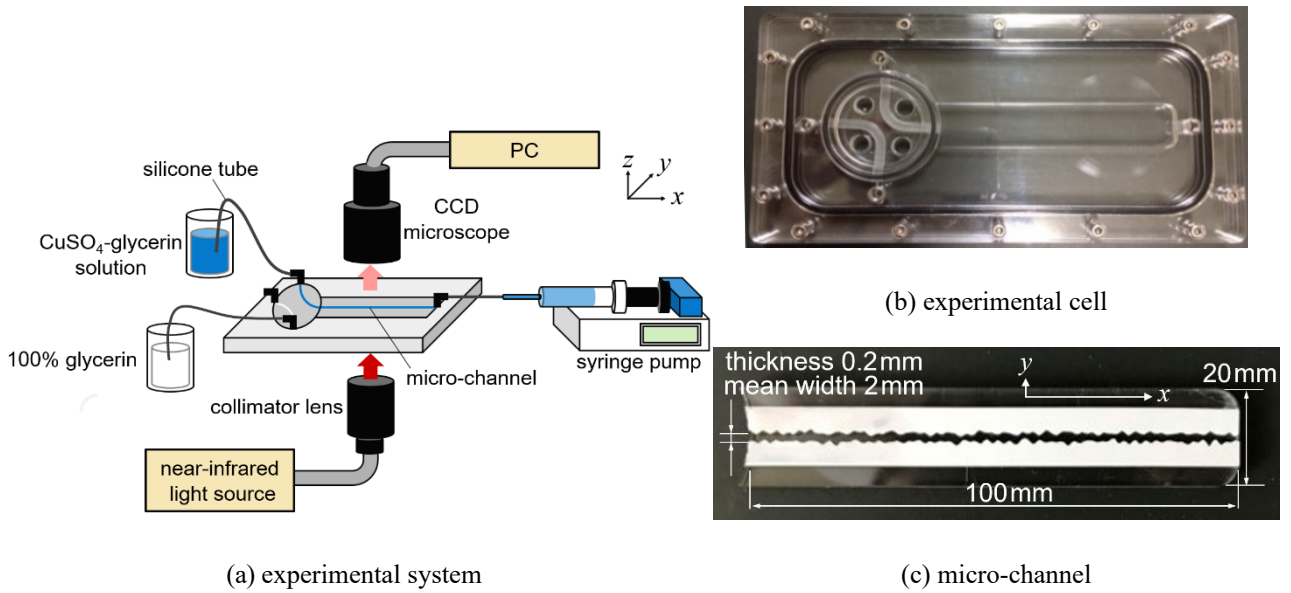 PC
silicone tube
z
y
x
CCD
microscope
CuSO₄-glycerin
solution
100% glycerin
micro-channel
syringe pump
collimator lens
near-infrared
light source
(a) experimental system
(b) experimental cell
thickness 0.2mm
mean width 2mm
y
x
20mm
100mm
(c) micro-channel